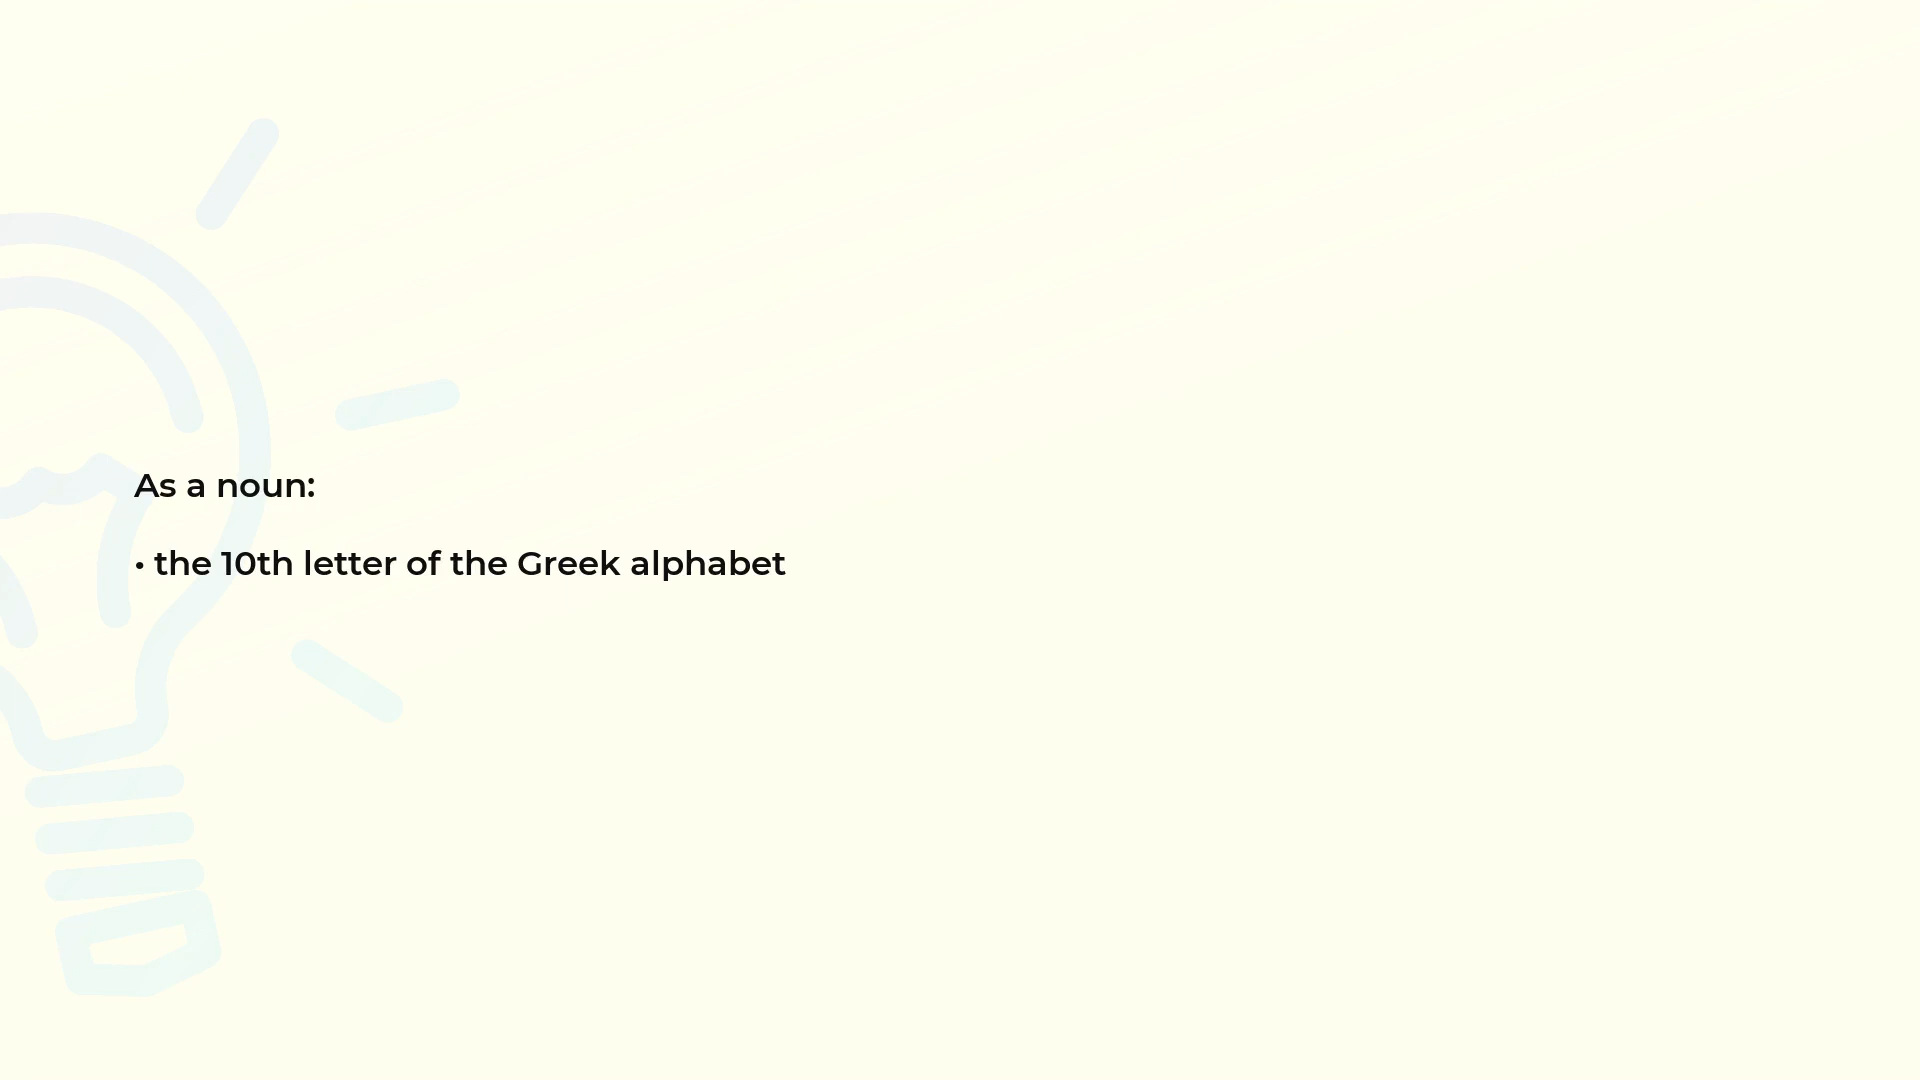 As a noun:
• the 10th letter of the Greek alphabet